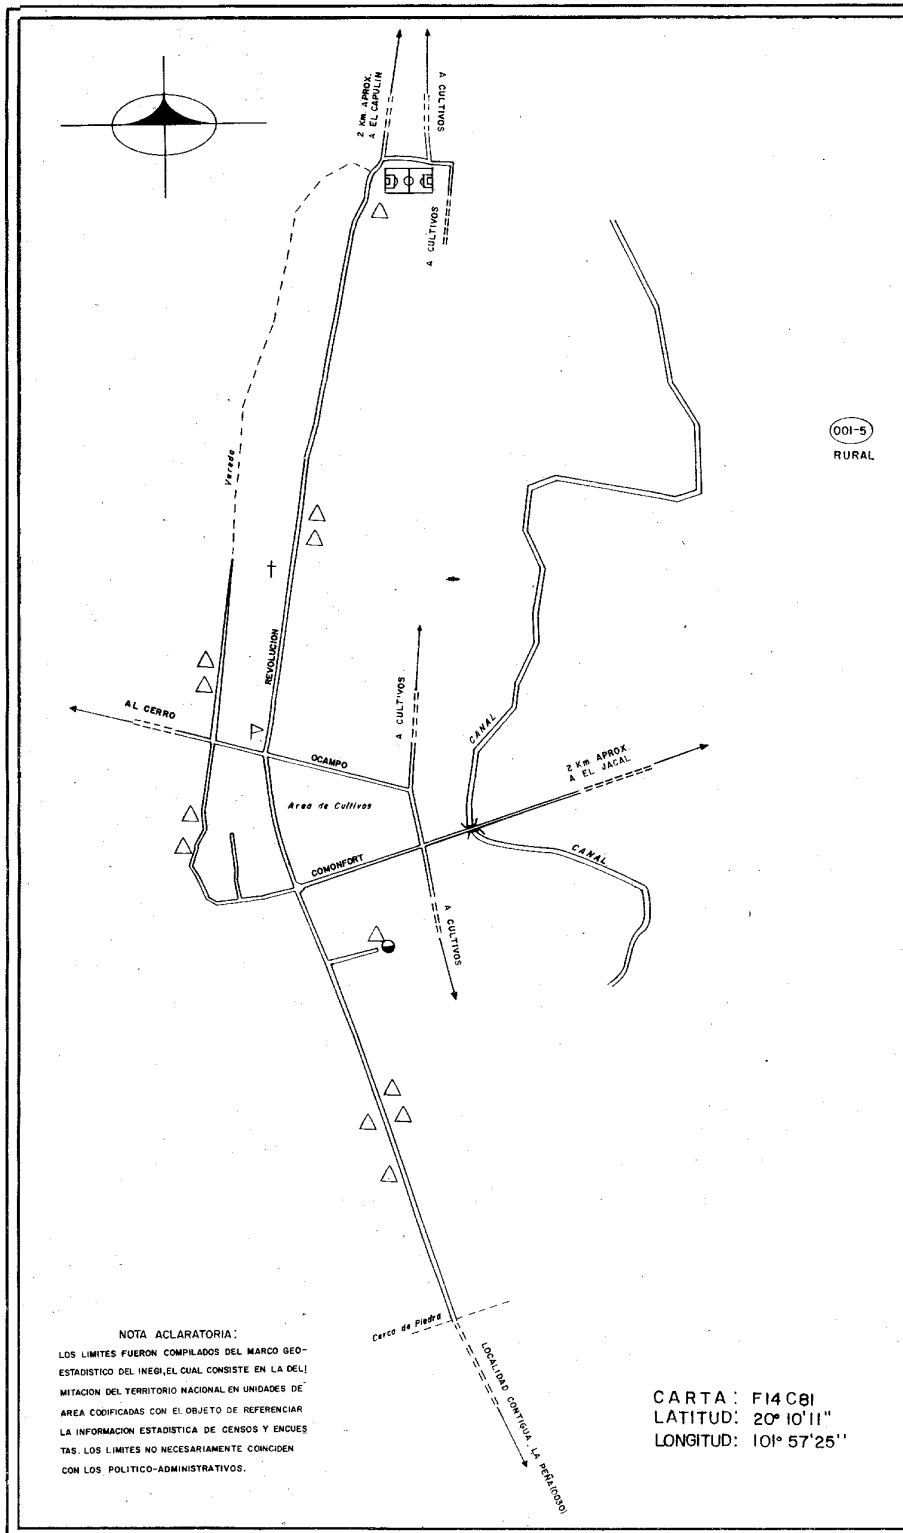 2 Km APROX.
A EL CAPULIN
A CULTIVOS
A CULTIVOS
001-5
RURAL
Vereda
REVOLUCION
AL CERRO
OCAMPO
A CULTIVOS
CANAL
2 Km APROX.
A EL JACAL
Area de Cultivos
COMONFORT
CANAL
A CULTIVOS
Cerco de Piedra
LOCALIDAD CONTIGUA. LA PEÑA(0030)
NOTA ACLARATORIA:
LOS LIMITES FUERON COMPILADOS DEL MARCO GEO-
ESTADISTICO DEL INEGI,EL CUAL CONSISTE EN LA DELI
MITACION DEL TERRITORIO NACIONAL EN UNIDADES DE
AREA CODIFICADAS CON EL OBJETO DE REFERENCIAR
LA INFORMACION ESTADISTICA DE CENSOS Y ENCUES
TAS. LOS LIMITES NO NECESARIAMENTE COINCIDEN
CON LOS POLITICO-ADMINISTRATIVOS.
CARTA: F14C81
LATITUD: 20° 10'11"
LONGITUD: 101° 57'25''